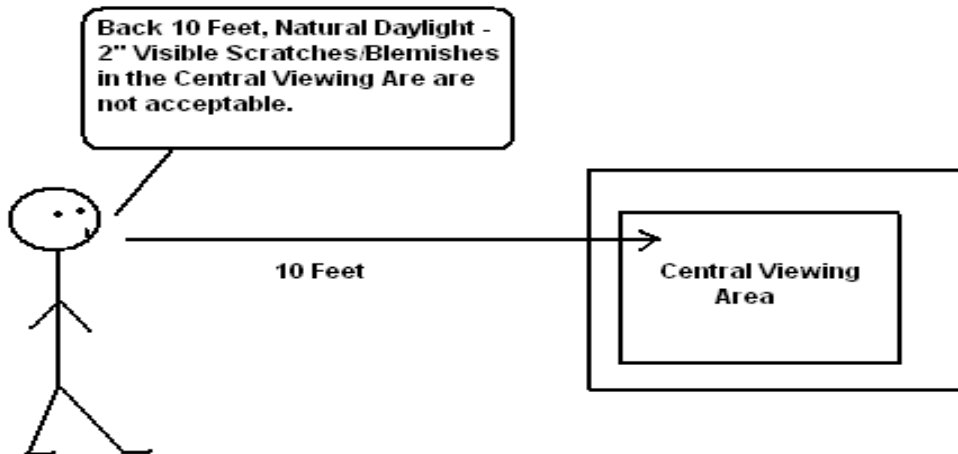 Back 10 Feet, Natural Daylight -
2" Visible Scratches/Blemishes
in the Central Viewing Are are
not acceptable.
10 Feet
Central Viewing
Area